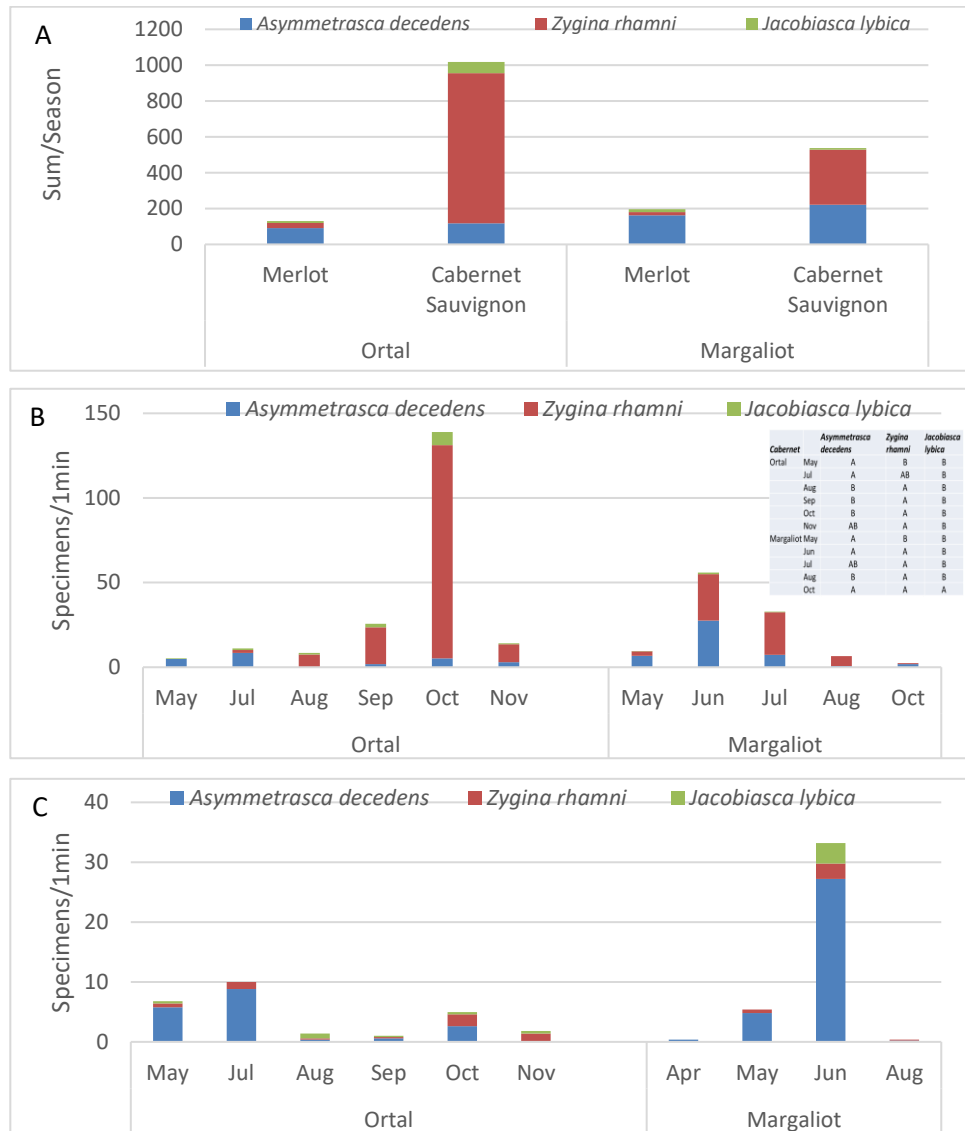 A
Asymmetrasca decedens Zygina rhamni Jacobiasca lybica
1200
1000
800
600
400
200
0
Sum/Season
Merlot Cabernet Sauvignon Merlot Cabernet Sauvignon
Ortal Margaliot
B
Asymmetrasca decedens Zygina rhamni Jacobiasca lybica
150
100
50
0
Specimens/1min
Cabernet Asymmetrasca decedens Zygina rhamni Jacobiasca lybica
Ortal May A B B
Jul A AB B
Aug B A B
Sep B A B
Oct B A B
Nov AB A B
Margaliot May A B B
Jun A A B
Jul AB A B
Aug B A B
Oct A A A
May Jul Aug Sep Oct Nov May Jun Jul Aug Oct
Ortal Margaliot
C
Asymmetrasca decedens Zygina rhamni Jacobiasca lybica
40
30
20
10
0
Specimens/1min
May Jul Aug Sep Oct Nov Apr May Jun Aug
Ortal Margaliot